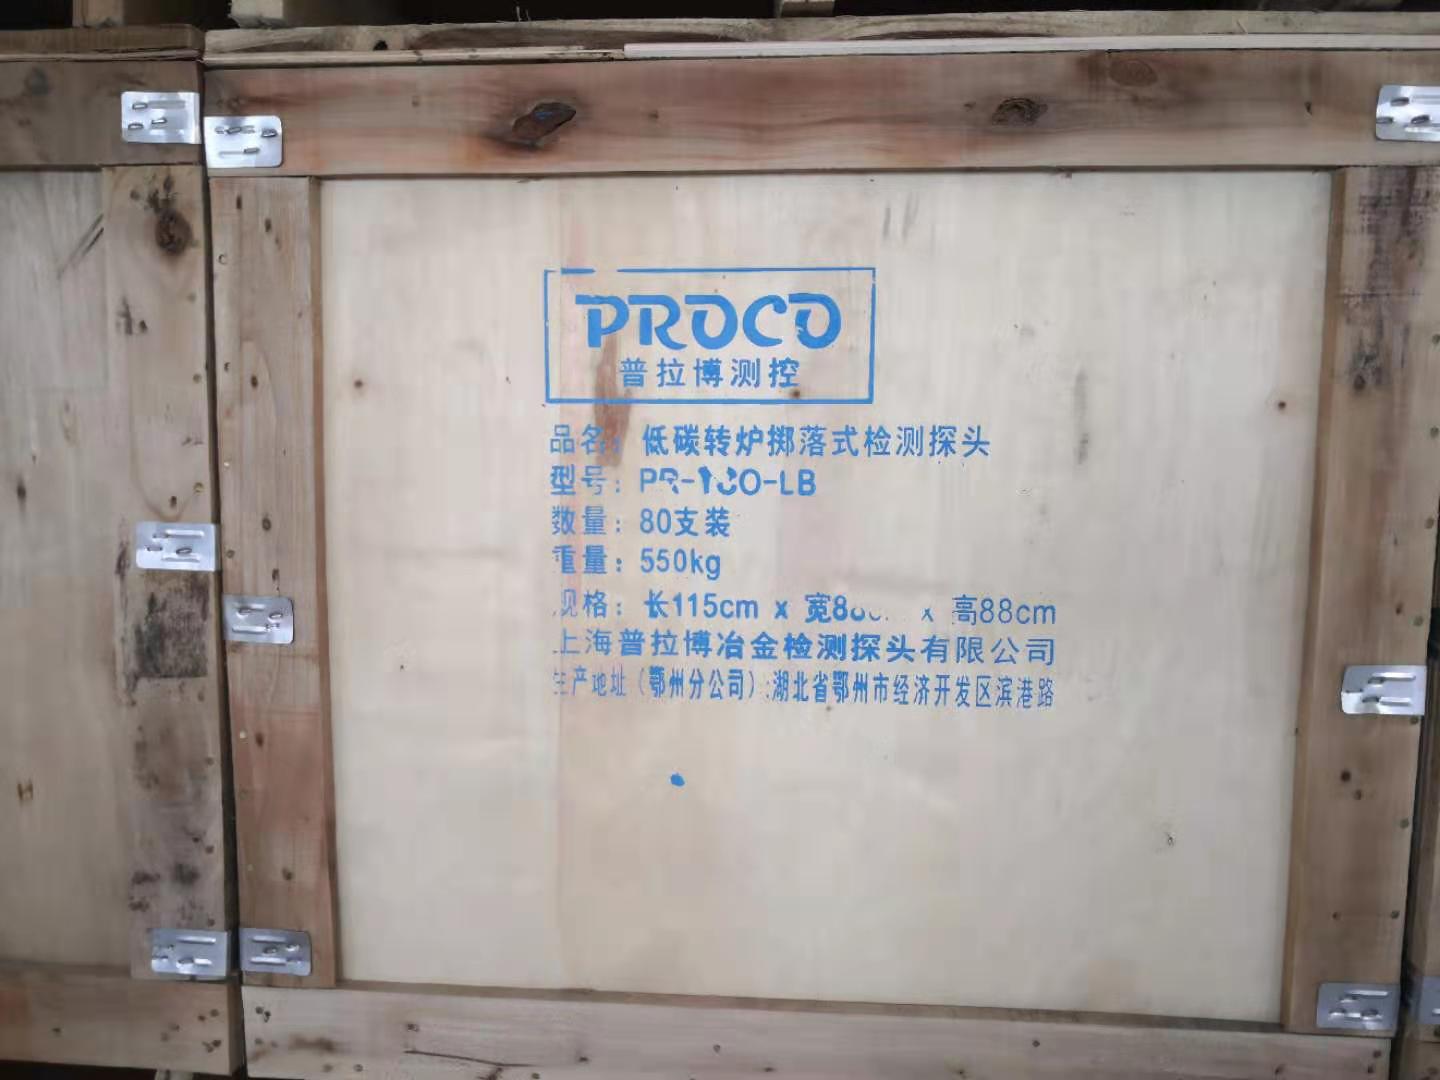 PROCO
普拉博测控
品名：低碳转炉掷落式检测探头
型号：-LB
数量：80支装
重量：550kg
规格：长115cm x 宽 x 高88cm
上海普拉博冶金检测探头有限公司
生产地址（鄂州分公司）:湖北省鄂州市经济开发区滨港路